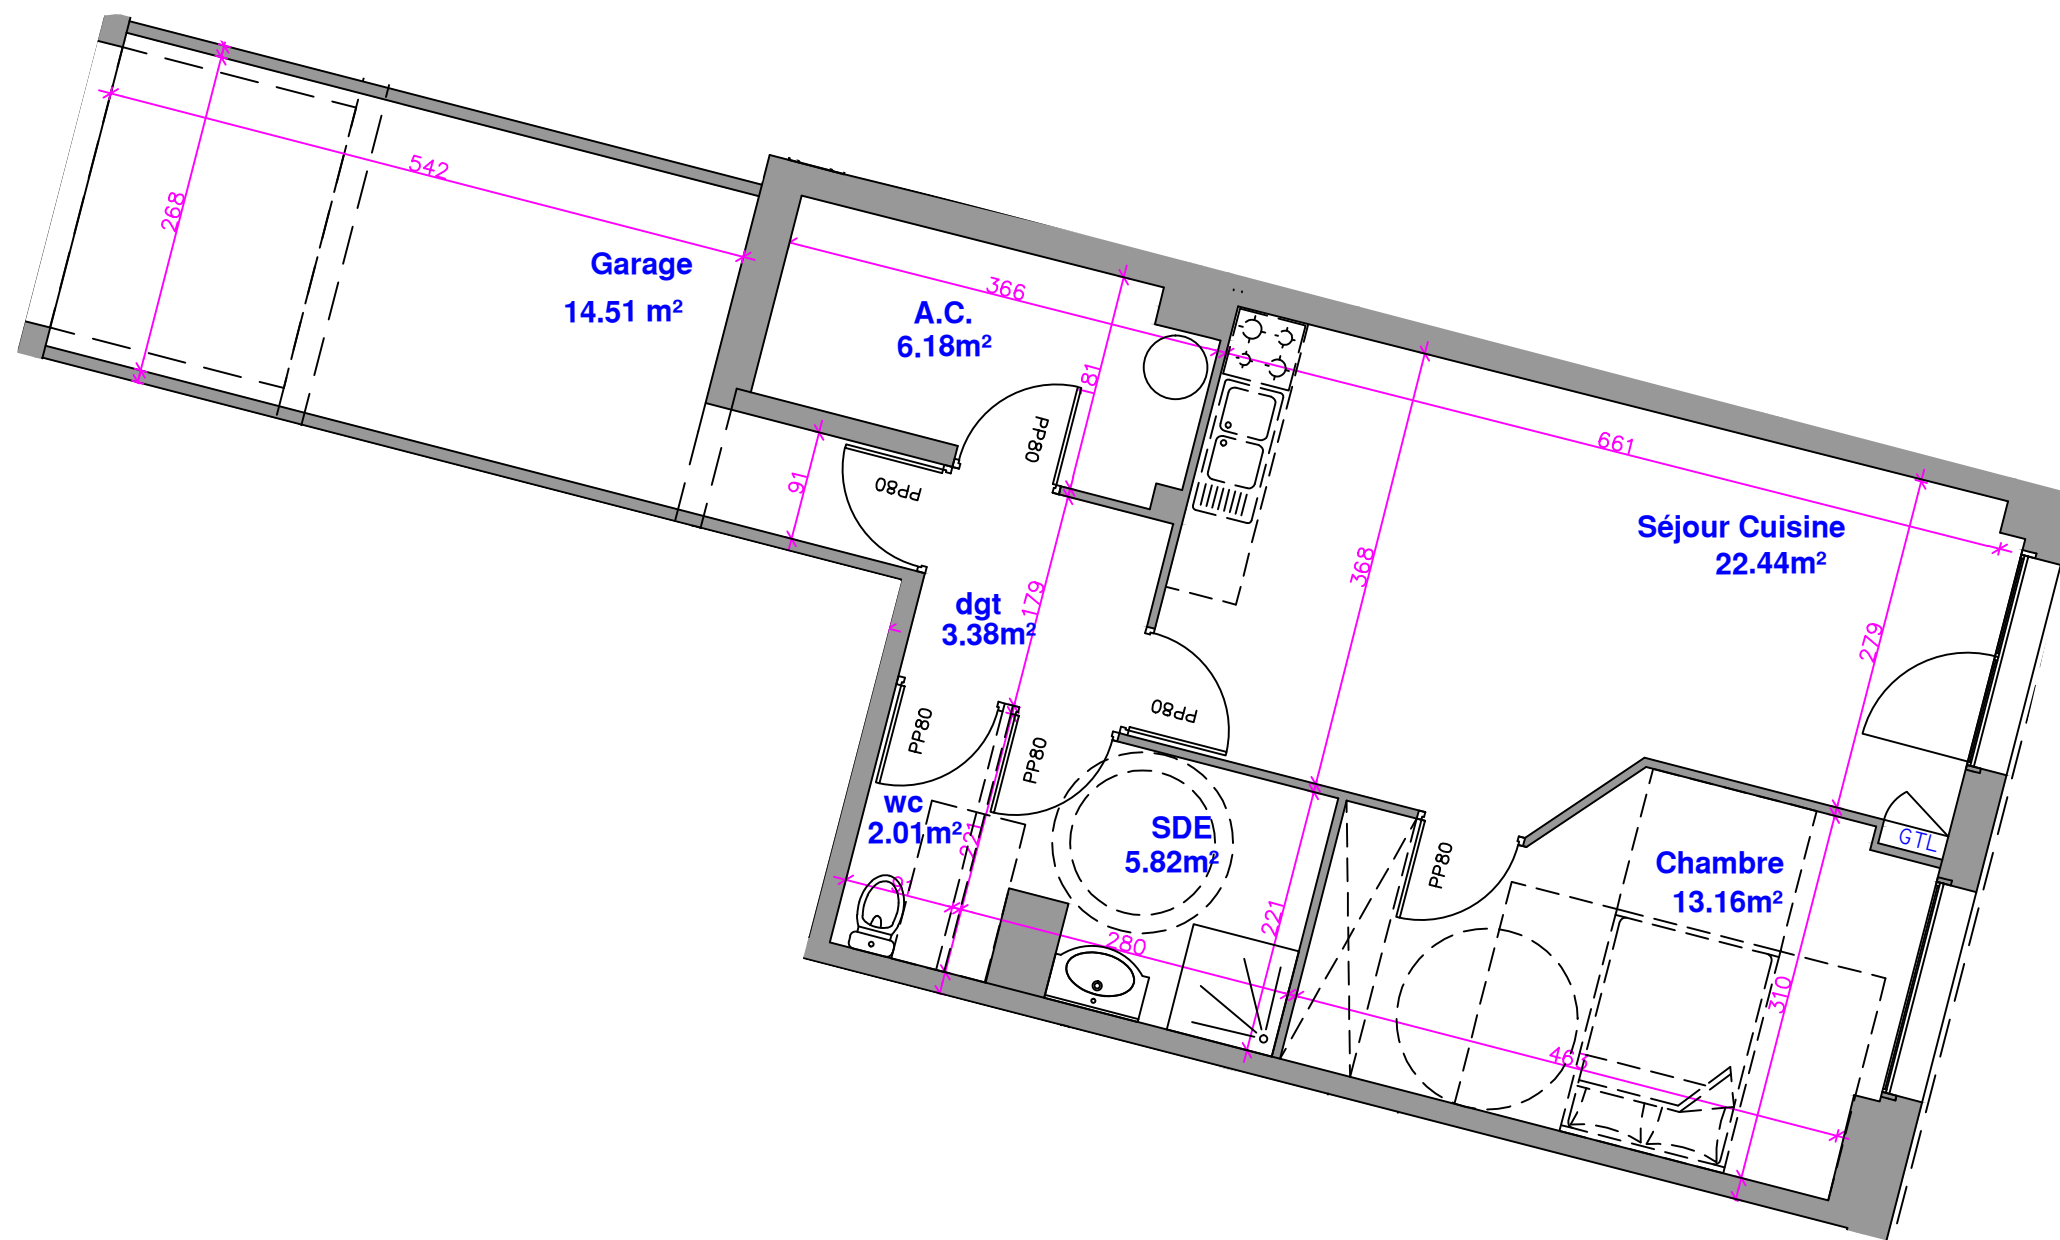 542
268
Garage
14.51 m²
366
A.C.
6.18m²
181
PP80
PP80
91
661
Séjour Cuisine
22.44m²
368
279
dgt
3.38m²
179
PP80
PP80
PP80
wc
2.01m²
221
91
SDE
5.82m²
280
221
PP80
GTL
Chambre
13.16m²
310
463